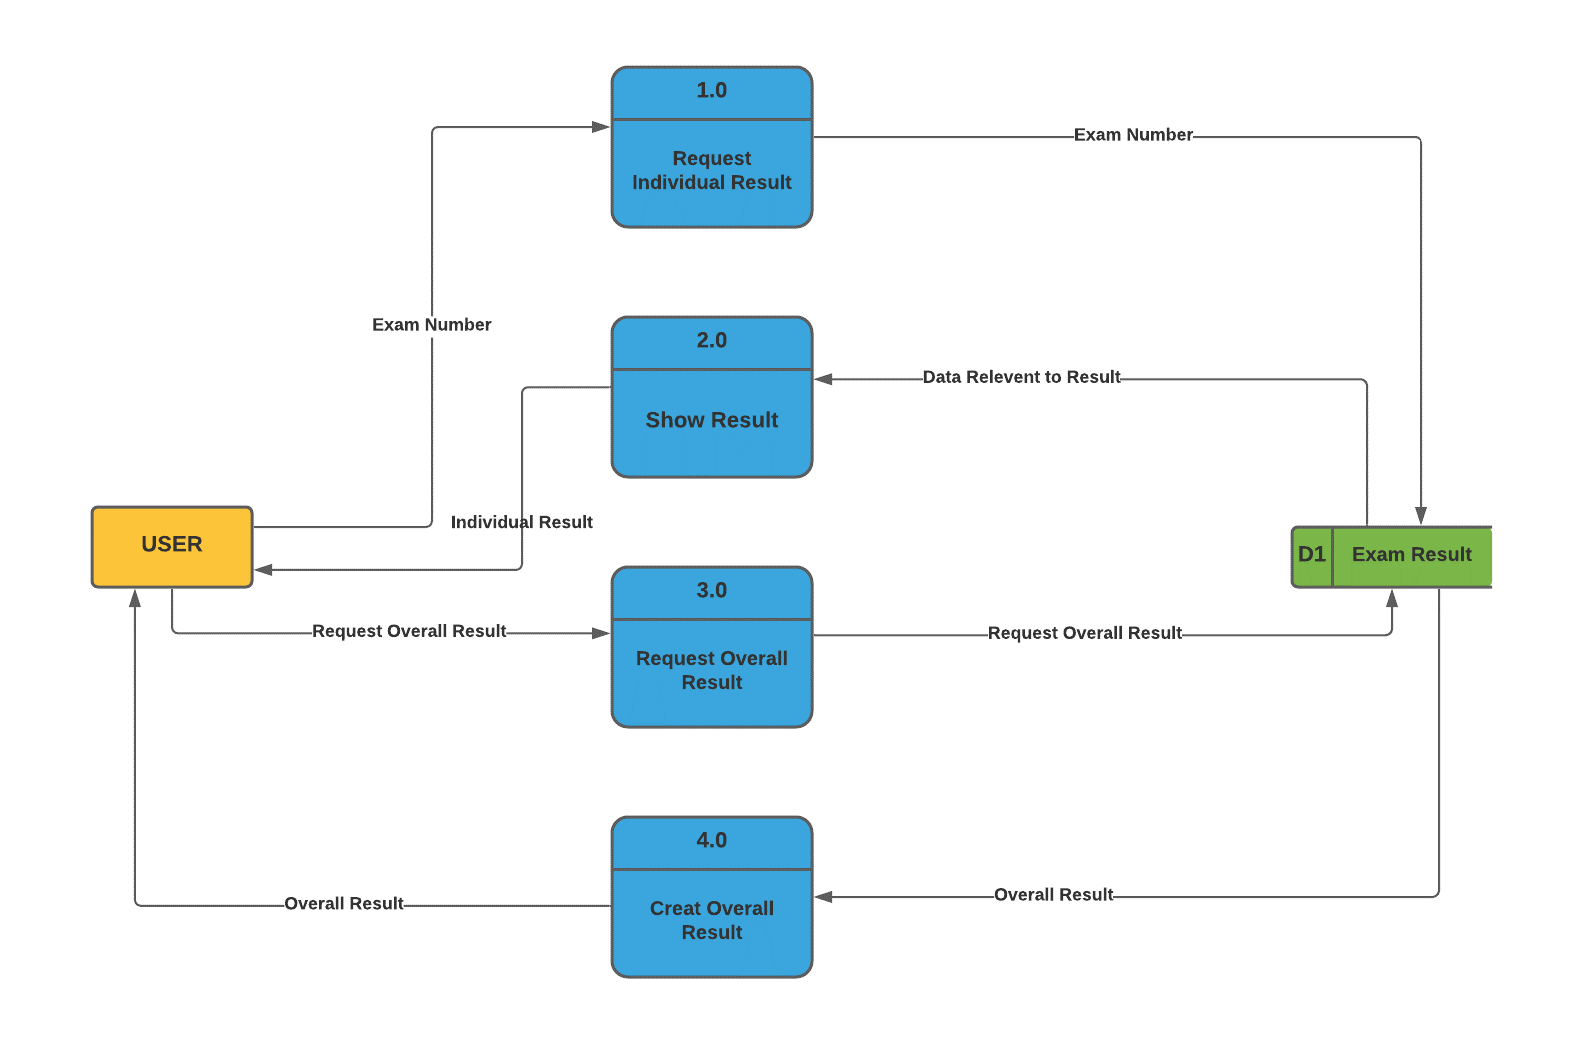 1.0
Request
Individual Result
Exam Number
Exam Number
2.0
Show Result
Data Relevent to Result
Individual Result
USER
D1
Exam Result
3.0
Request Overall
Result
Request Overall Result
Request Overall Result
4.0
Creat Overall
Result
Overall Result
Overall Result